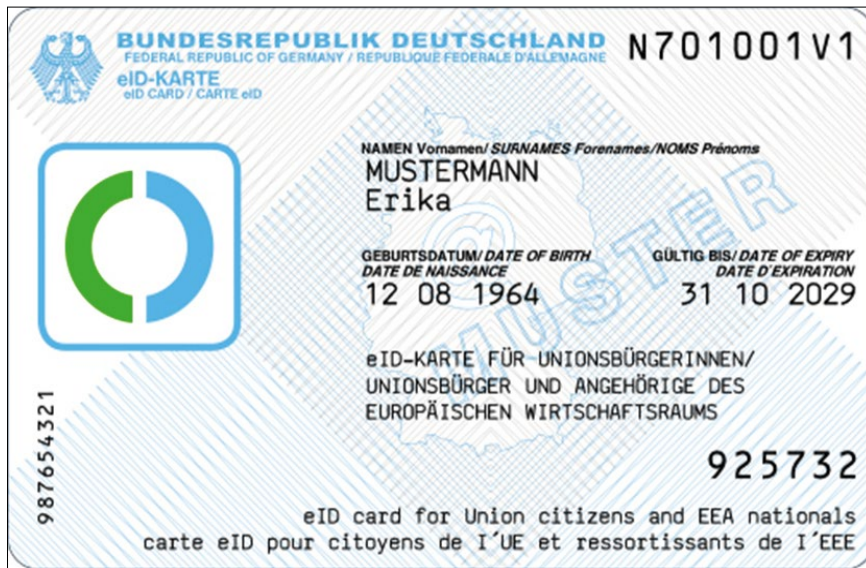 BUNDESREPUBLIK DEUTSCHLAND
FEDERAL REPUBLIC OF GERMANY / REPUBLIQUE FEDERALE D'ALLEMAGNE
eID-KARTE
eID CARD / CARTE eID
N701001V1
NAMEN Vornamen/ SURNAMES Forenames/NOMS Prénoms
MUSTERMANN
Erika
GEBURTSDATUM/ DATE OF BIRTH
DATE DE NAISSANCE
12 08 1964
GÜLTIG BIS/ DATE OF EXPIRY
DATE D'EXPIRATION
31 10 2029
@
MUSTER
eID-KARTE FÜR UNIONSBÜRGERINNEN/
UNIONSBÜRGER UND ANGEHÖRIGE DES
EUROPÄISCHEN WIRTSCHAFTSRAUMS
987654321
925732
eID card for Union citizens and EEA nationals
carte eID pour citoyens de l´UE et ressortissants de l´EEE